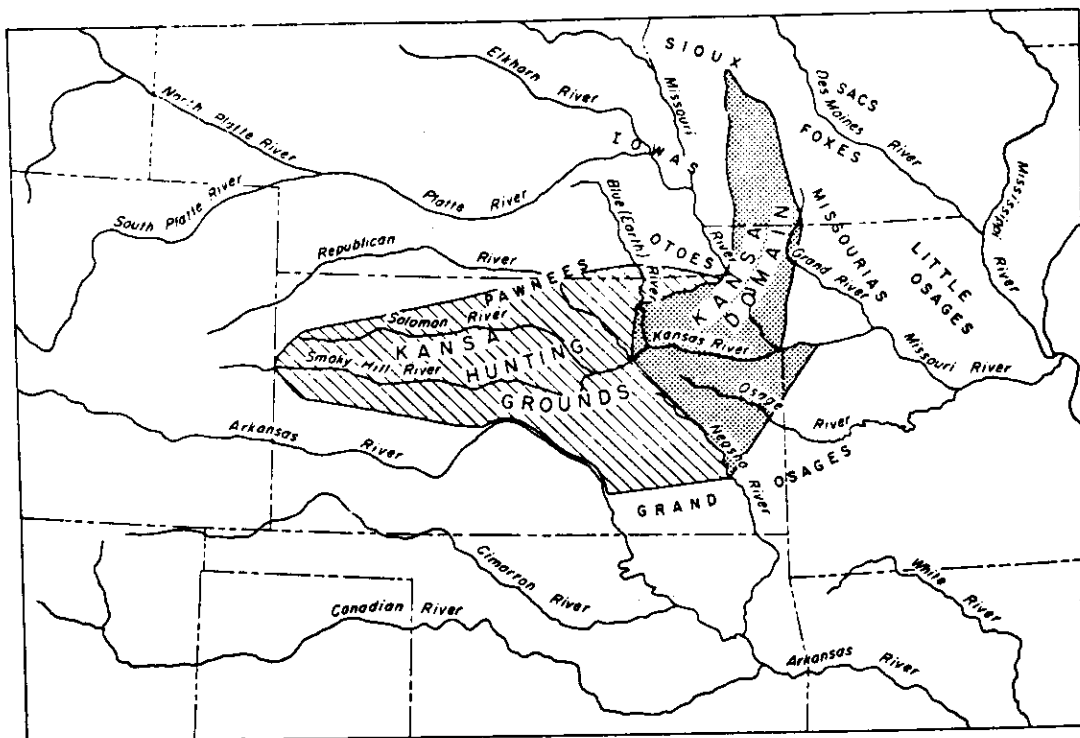 SIOUX
Elkhorn River
Missouri River
Des Moines River
SACS
FOXES
North Platte River
IOWAS
Mississippi River
South Platte River
Platte River
Blue (Earth) River
KANSA DOMAIN
MISSOURIAS
LITTLE OSAGES
Republican River
OTOES
Grand River
PAWNEES
Solomon River
KANSA HUNTING GROUNDS
Kansas River
Missouri River
Smoky Hill River
Osage River
Arkansas River
Neosho River
GRAND OSAGES
Cimarron River
White River
Canadian River
Arkansas River